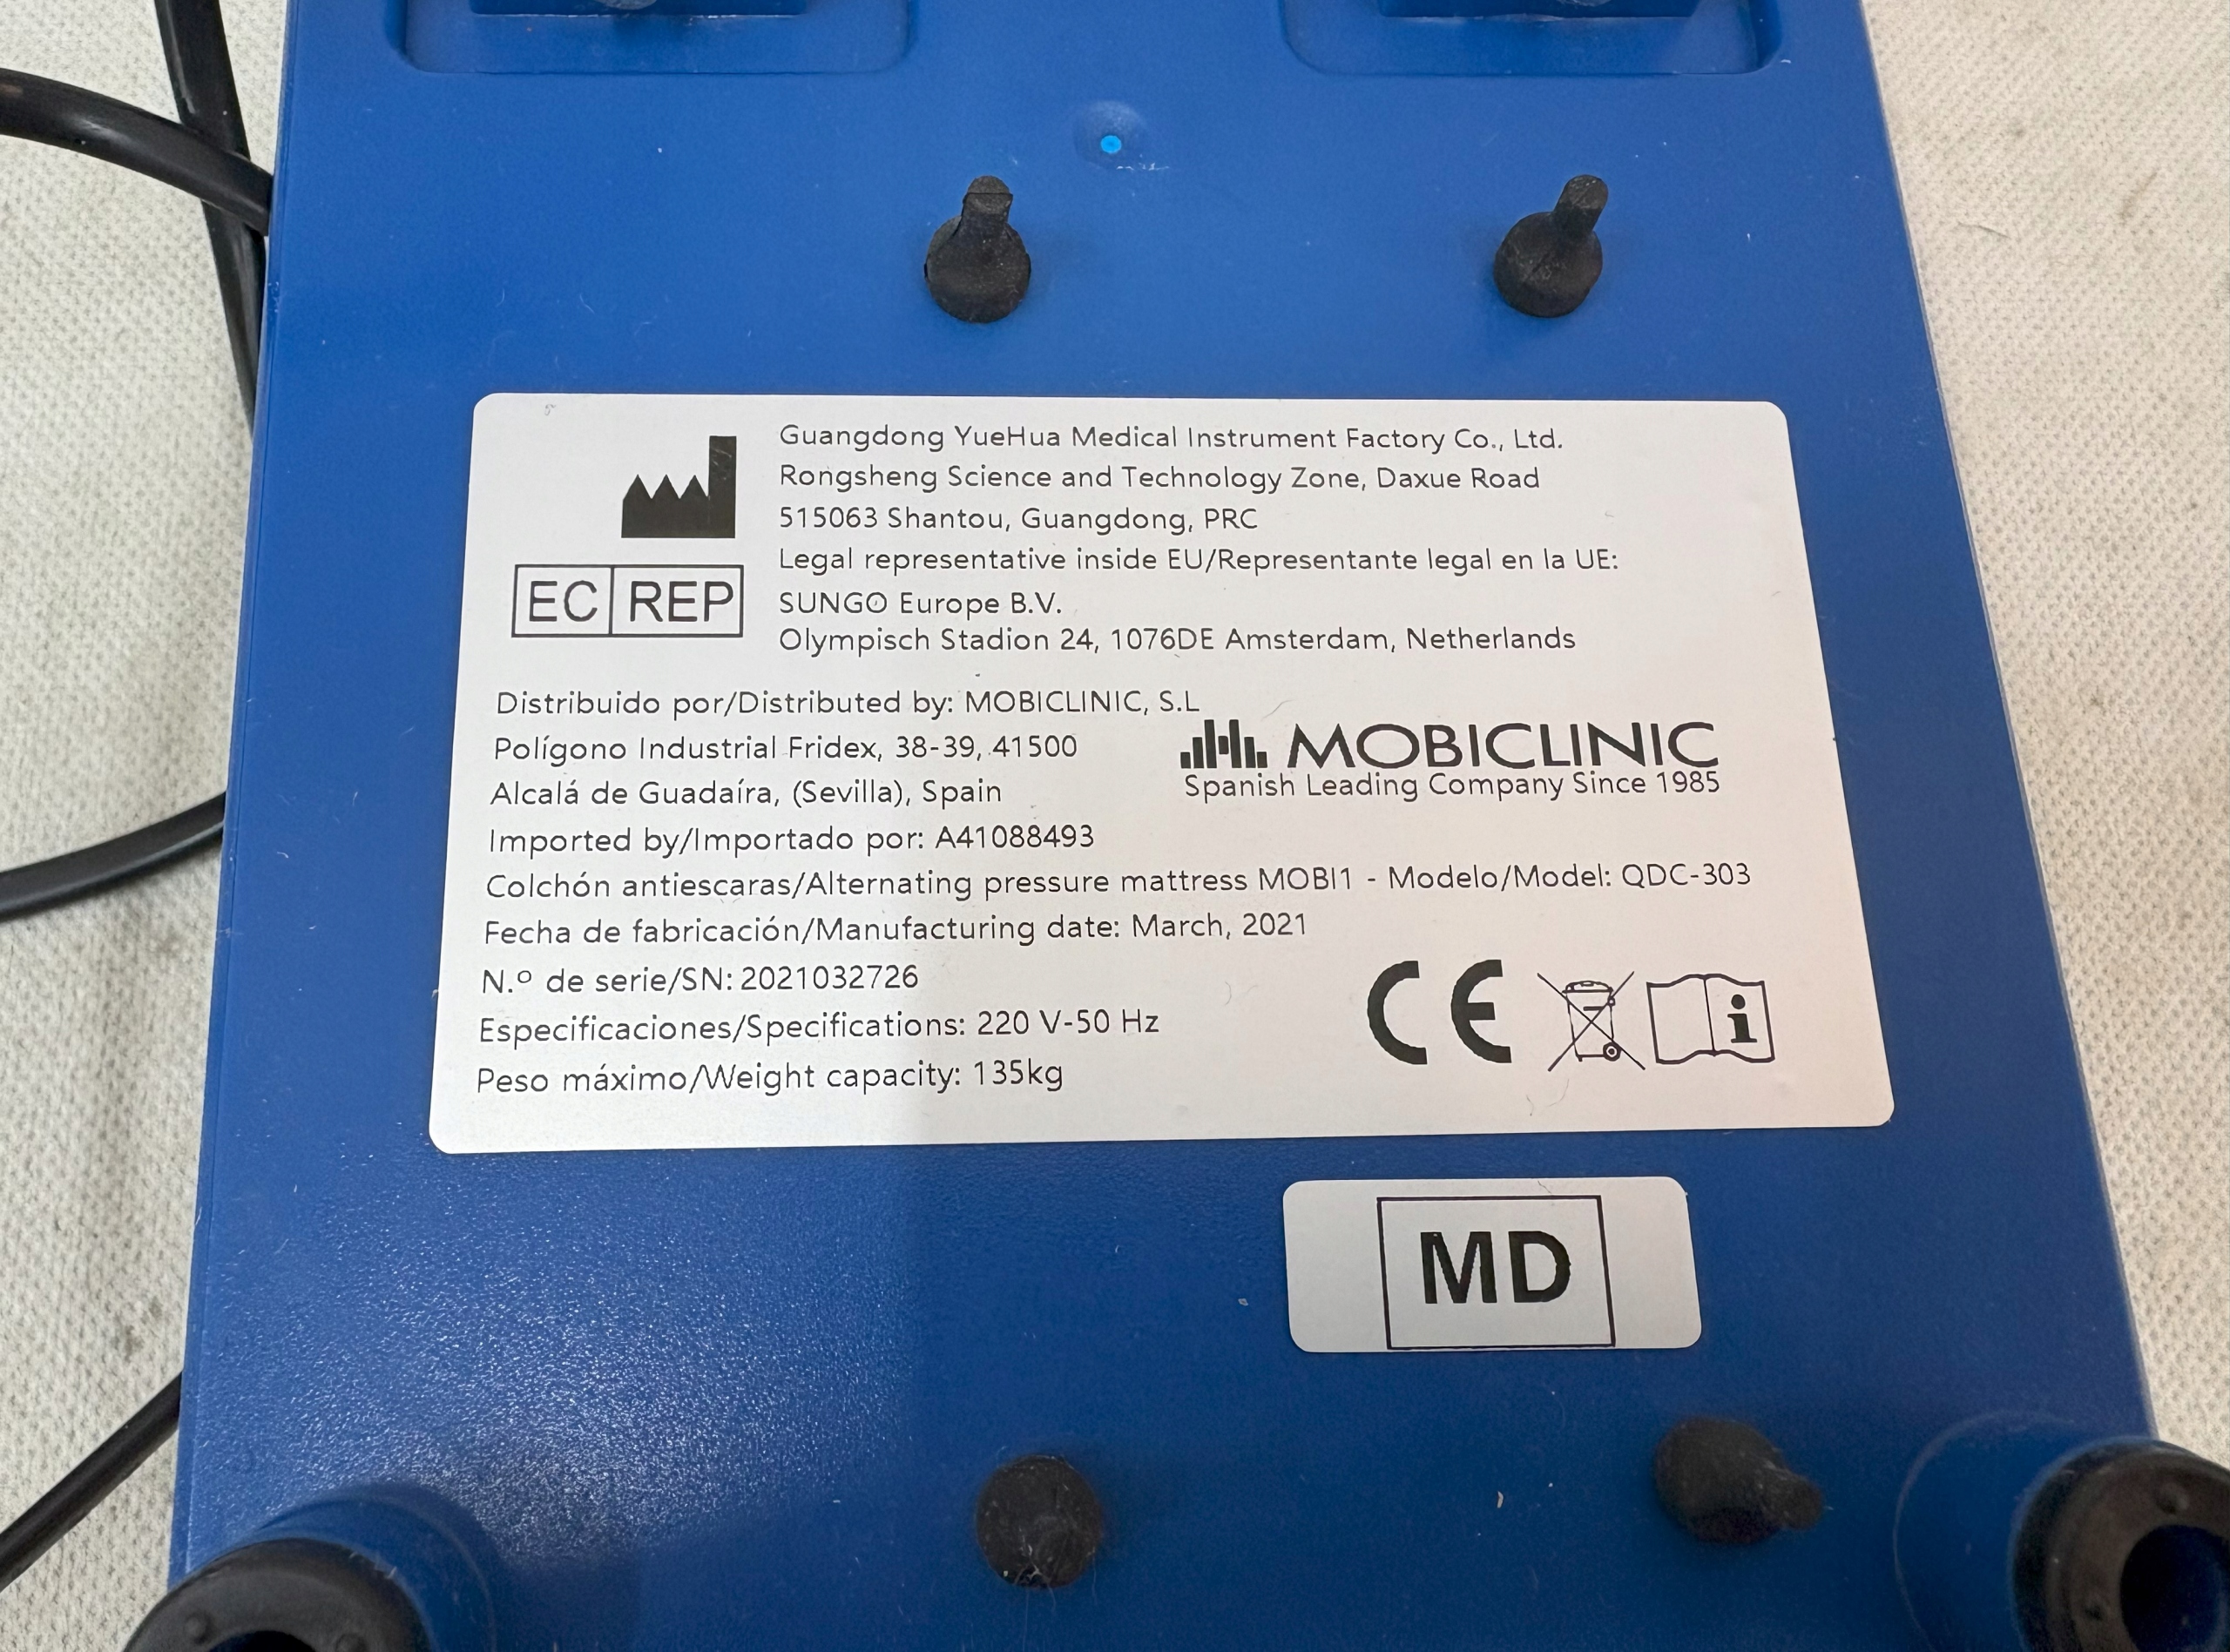 Guangdong YueHua Medical Instrument Factory Co., Ltd.
Rongsheng Science and Technology Zone, Daxue Road
515063 Shantou, Guangdong, PRC
Legal representative inside EU/Representante legal en la UE:
EC REP
SUNGO Europe B.V.
Olympisch Stadion 24, 1076DE Amsterdam, Netherlands
Distribuido por/Distributed by: MOBICLINIC, S.L
Polígono Industrial Fridex, 38-39, 41500
Alcalá de Guadaíra, (Sevilla), Spain
MOBICLINIC
Spanish Leading Company Since 1985
Imported by/Importado por: A41088493
Colchón antiescaras/Alternating pressure mattress MOBI1 - Modelo/Model: QDC-303
Fecha de fabricación/Manufacturing date: March, 2021
N.º de serie/SN: 2021032726
Especificaciones/Specifications: 220 V-50 Hz
Peso máximo/Weight capacity: 135kg
CE
i
MD